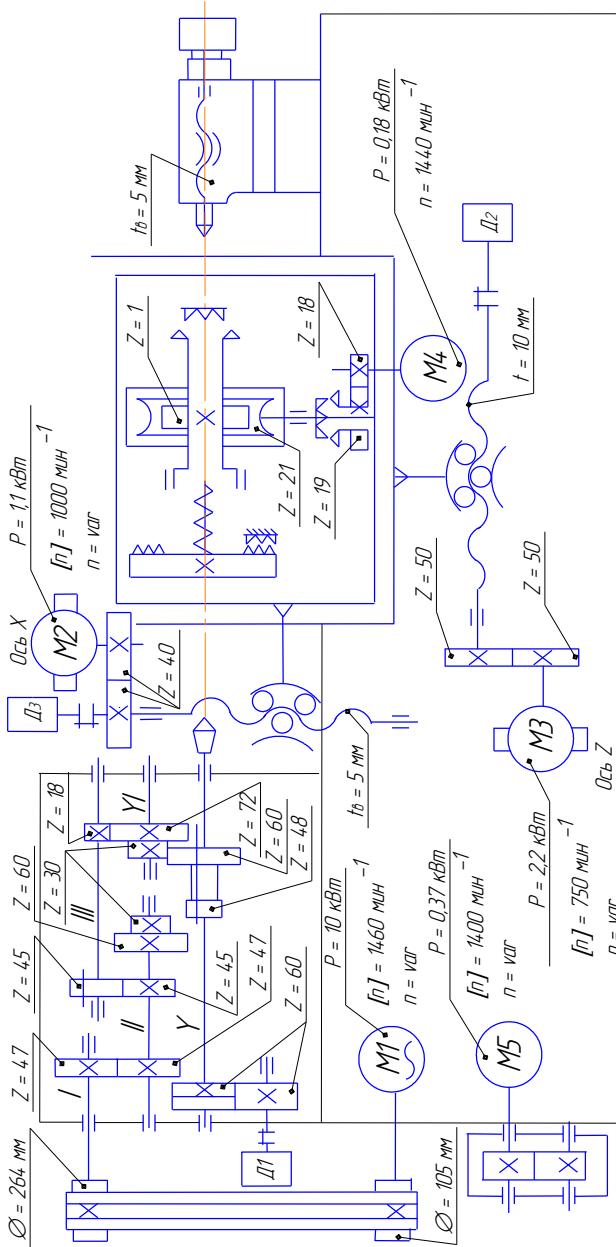 Ø = 264 мм
Z = 47
Z = 45
Z = 60
Z = 30
Z = 18
Д3
Ось X
P = 1,1 кВт
[n] = 1000 мин⁻¹
n = var
M2
I
II
III
YI
Y
Z = 40
Z = 1
tв = 5 мм
Z = 45
Z = 47
Z = 72
Z = 60
Z = 48
Z = 60
Д1
Z = 21
Z = 19
Z = 18
P = 10 кВт
[n] = 1460 мин⁻¹
n = var
M1
tв = 5 мм
P = 0,18 кВт
n = 1440 мин⁻¹
M4
Д2
Ø = 105 мм
P = 0,37 кВт
[n] = 1400 мин⁻¹
n = var
M5
Z = 50
Z = 50
t = 10 мм
M3
Ось Z
P = 2,2 кВт
[n] = 750 мин⁻¹
n = var